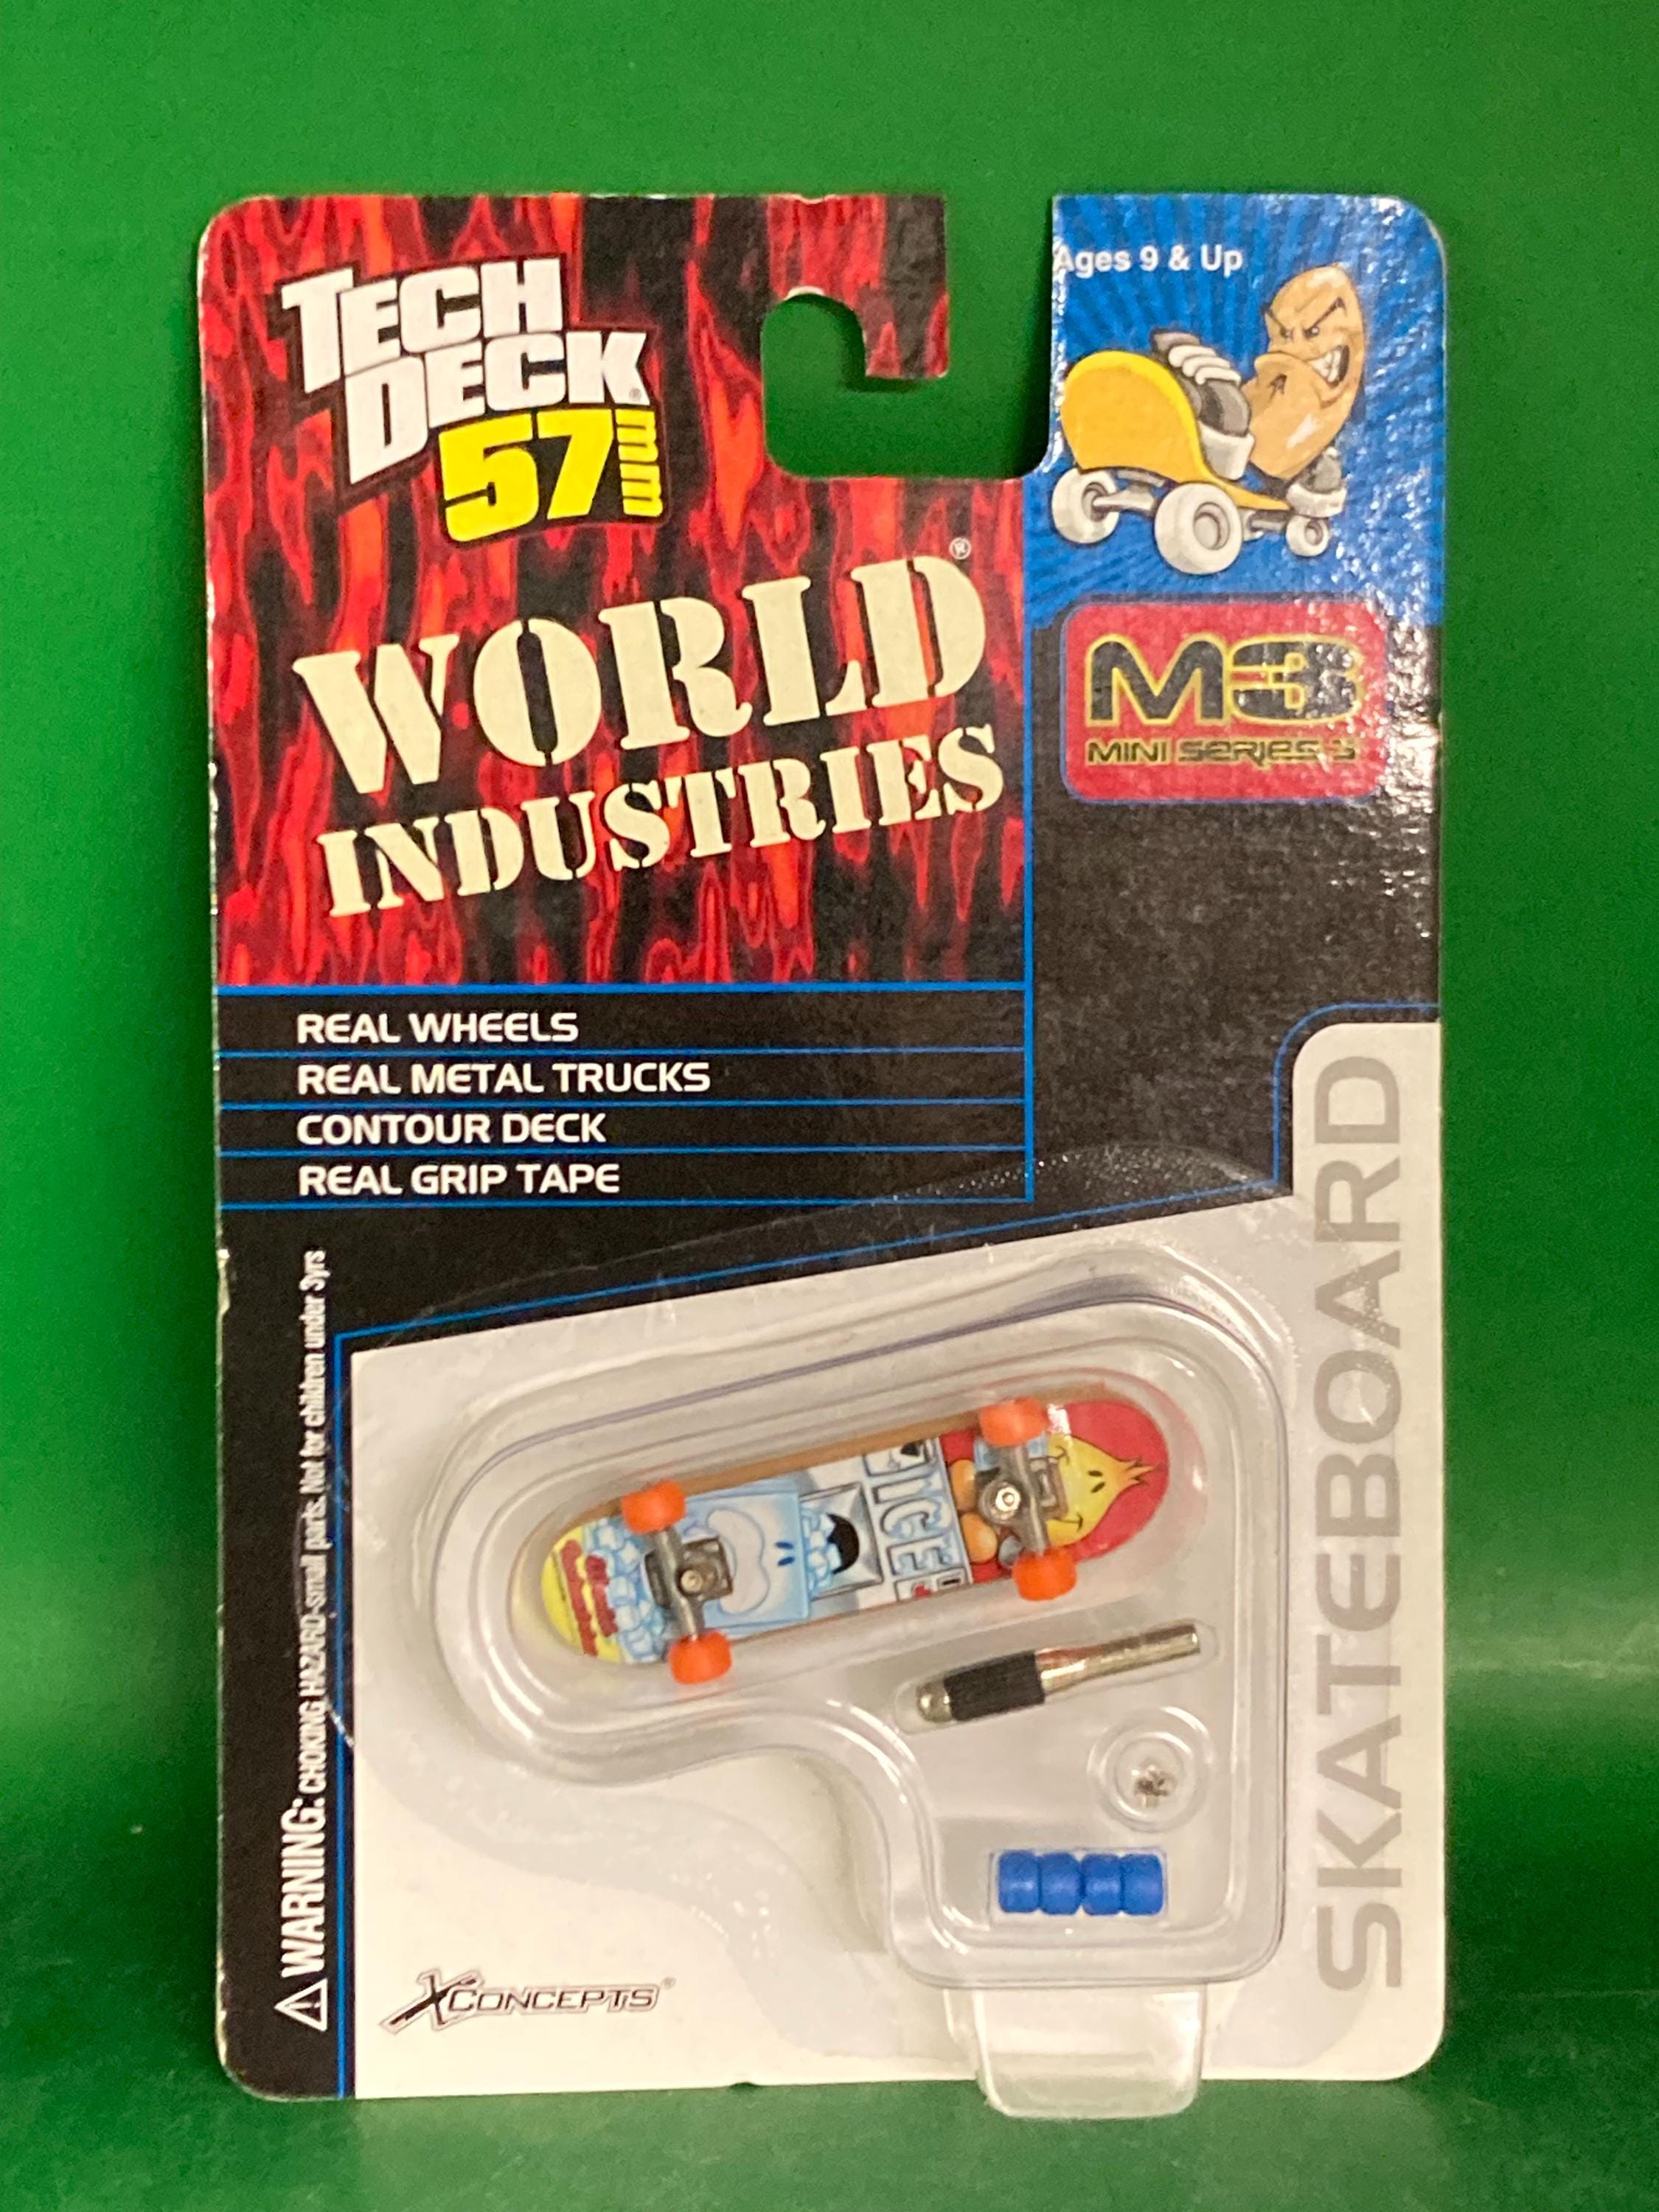 TECH
DECK®
57mm
Ages 9 & Up
WORLD®
INDUSTRIES
M3
MINI SERIES 3
REAL WHEELS
REAL METAL TRUCKS
CONTOUR DECK
REAL GRIP TAPE
⚠WARNING: CHOKING HAZARD-small parts. Not for children under 3yrs
SKATEBOARD
ICE
XCONCEPTS®